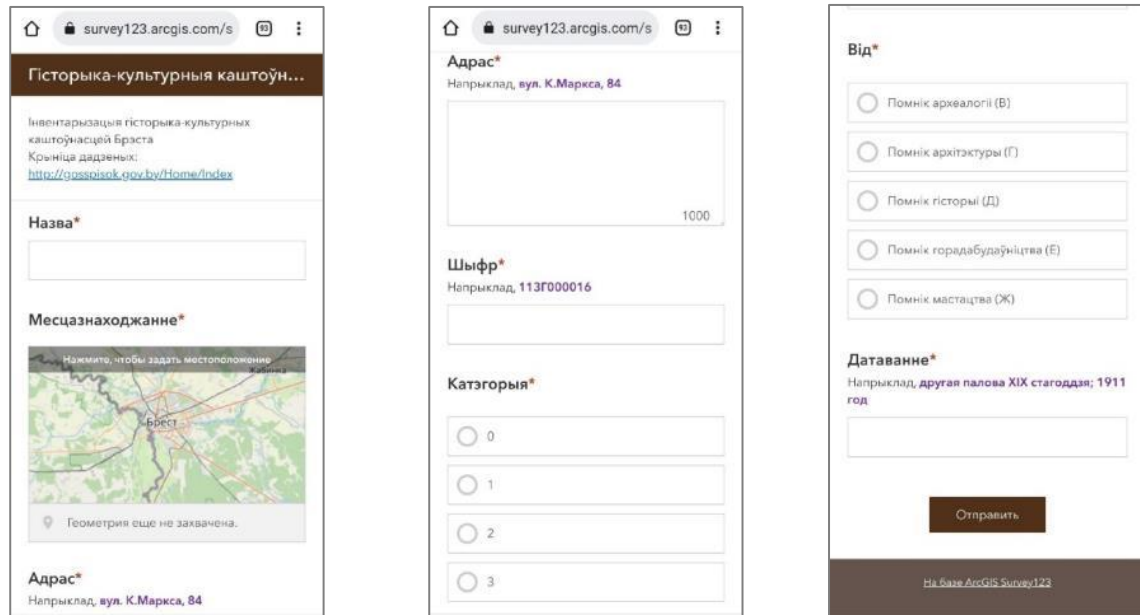 survey123.arcgis.com/s
93
Гісторыка-культурныя каштоўн...
Інвентарызацыя гісторыка-культурных
каштоўнасцей Брэста
Крыніца дадзеных:
http://gosspisok.gov.by/Home/Index
Назва*
Месцазнаходжанне*
Нажмите, чтобы задать местоположение
Жабинка
Брест
Геометрия еще не захвачена.
Адрас*
Напрыклад, вул. К.Маркса, 84
survey123.arcgis.com/s
93
Адрас*
Напрыклад, вул. К.Маркса, 84
1000
Шыфр*
Напрыклад, 113Г000016
Катэгорыя*
0
1
2
3
Від*
Помнік археалогіі (В)
Помнік архітэктуры (Г)
Помнік гісторыі (Д)
Помнік горадабудаўніцтва (Е)
Помнік мастацтва (Ж)
Датаванне*
Напрыклад, другая палова XIX стагоддзя; 1911
год
Отправить
На базе ArcGIS Survey123